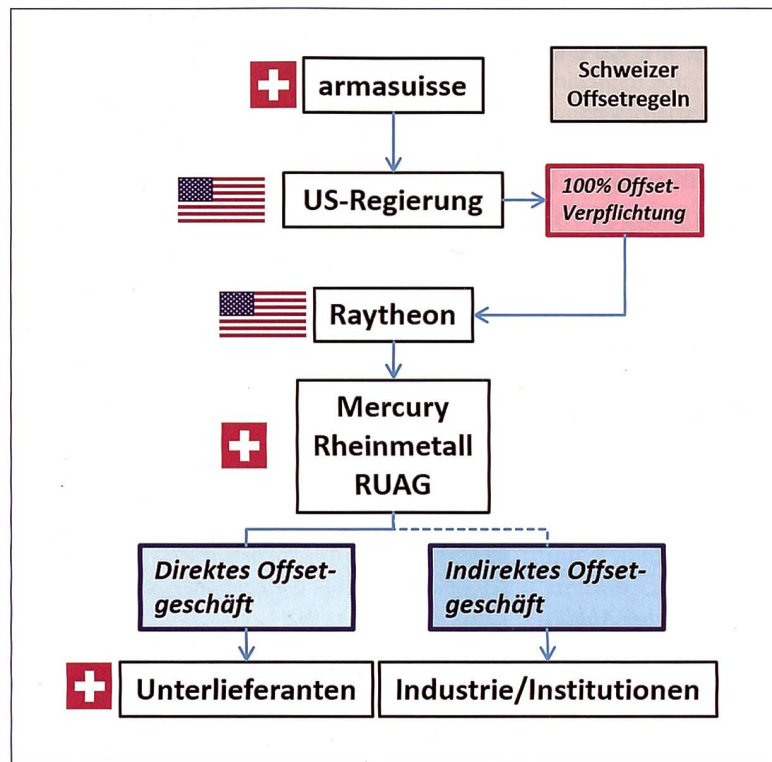 armasuisse
Schweizer
Offsetregeln
US-Regierung
100% Offset-
Verpflichtung
Raytheon
Mercury
Rheinmetall
RUAG
Direktes Offset-
geschäft
Indirektes Offset-
geschäft
Unterlieferanten
Industrie/Institutionen